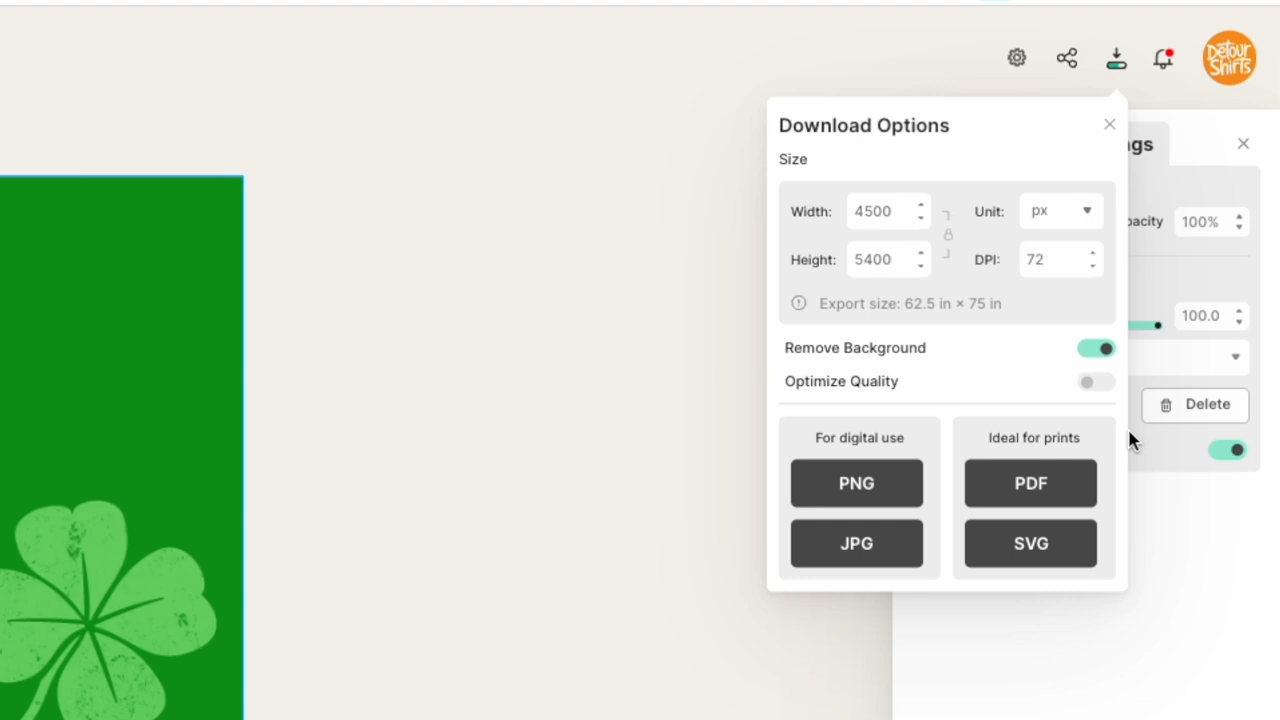 Detour
Shirts
Download Options
Size
Width:
4500
Unit:
px
Height:
5400
DPI:
72
Export size: 62.5 in × 75 in
Remove Background
Optimize Quality
For digital use
Ideal for prints
PNG
PDF
JPG
SVG
100%
100.0
Delete